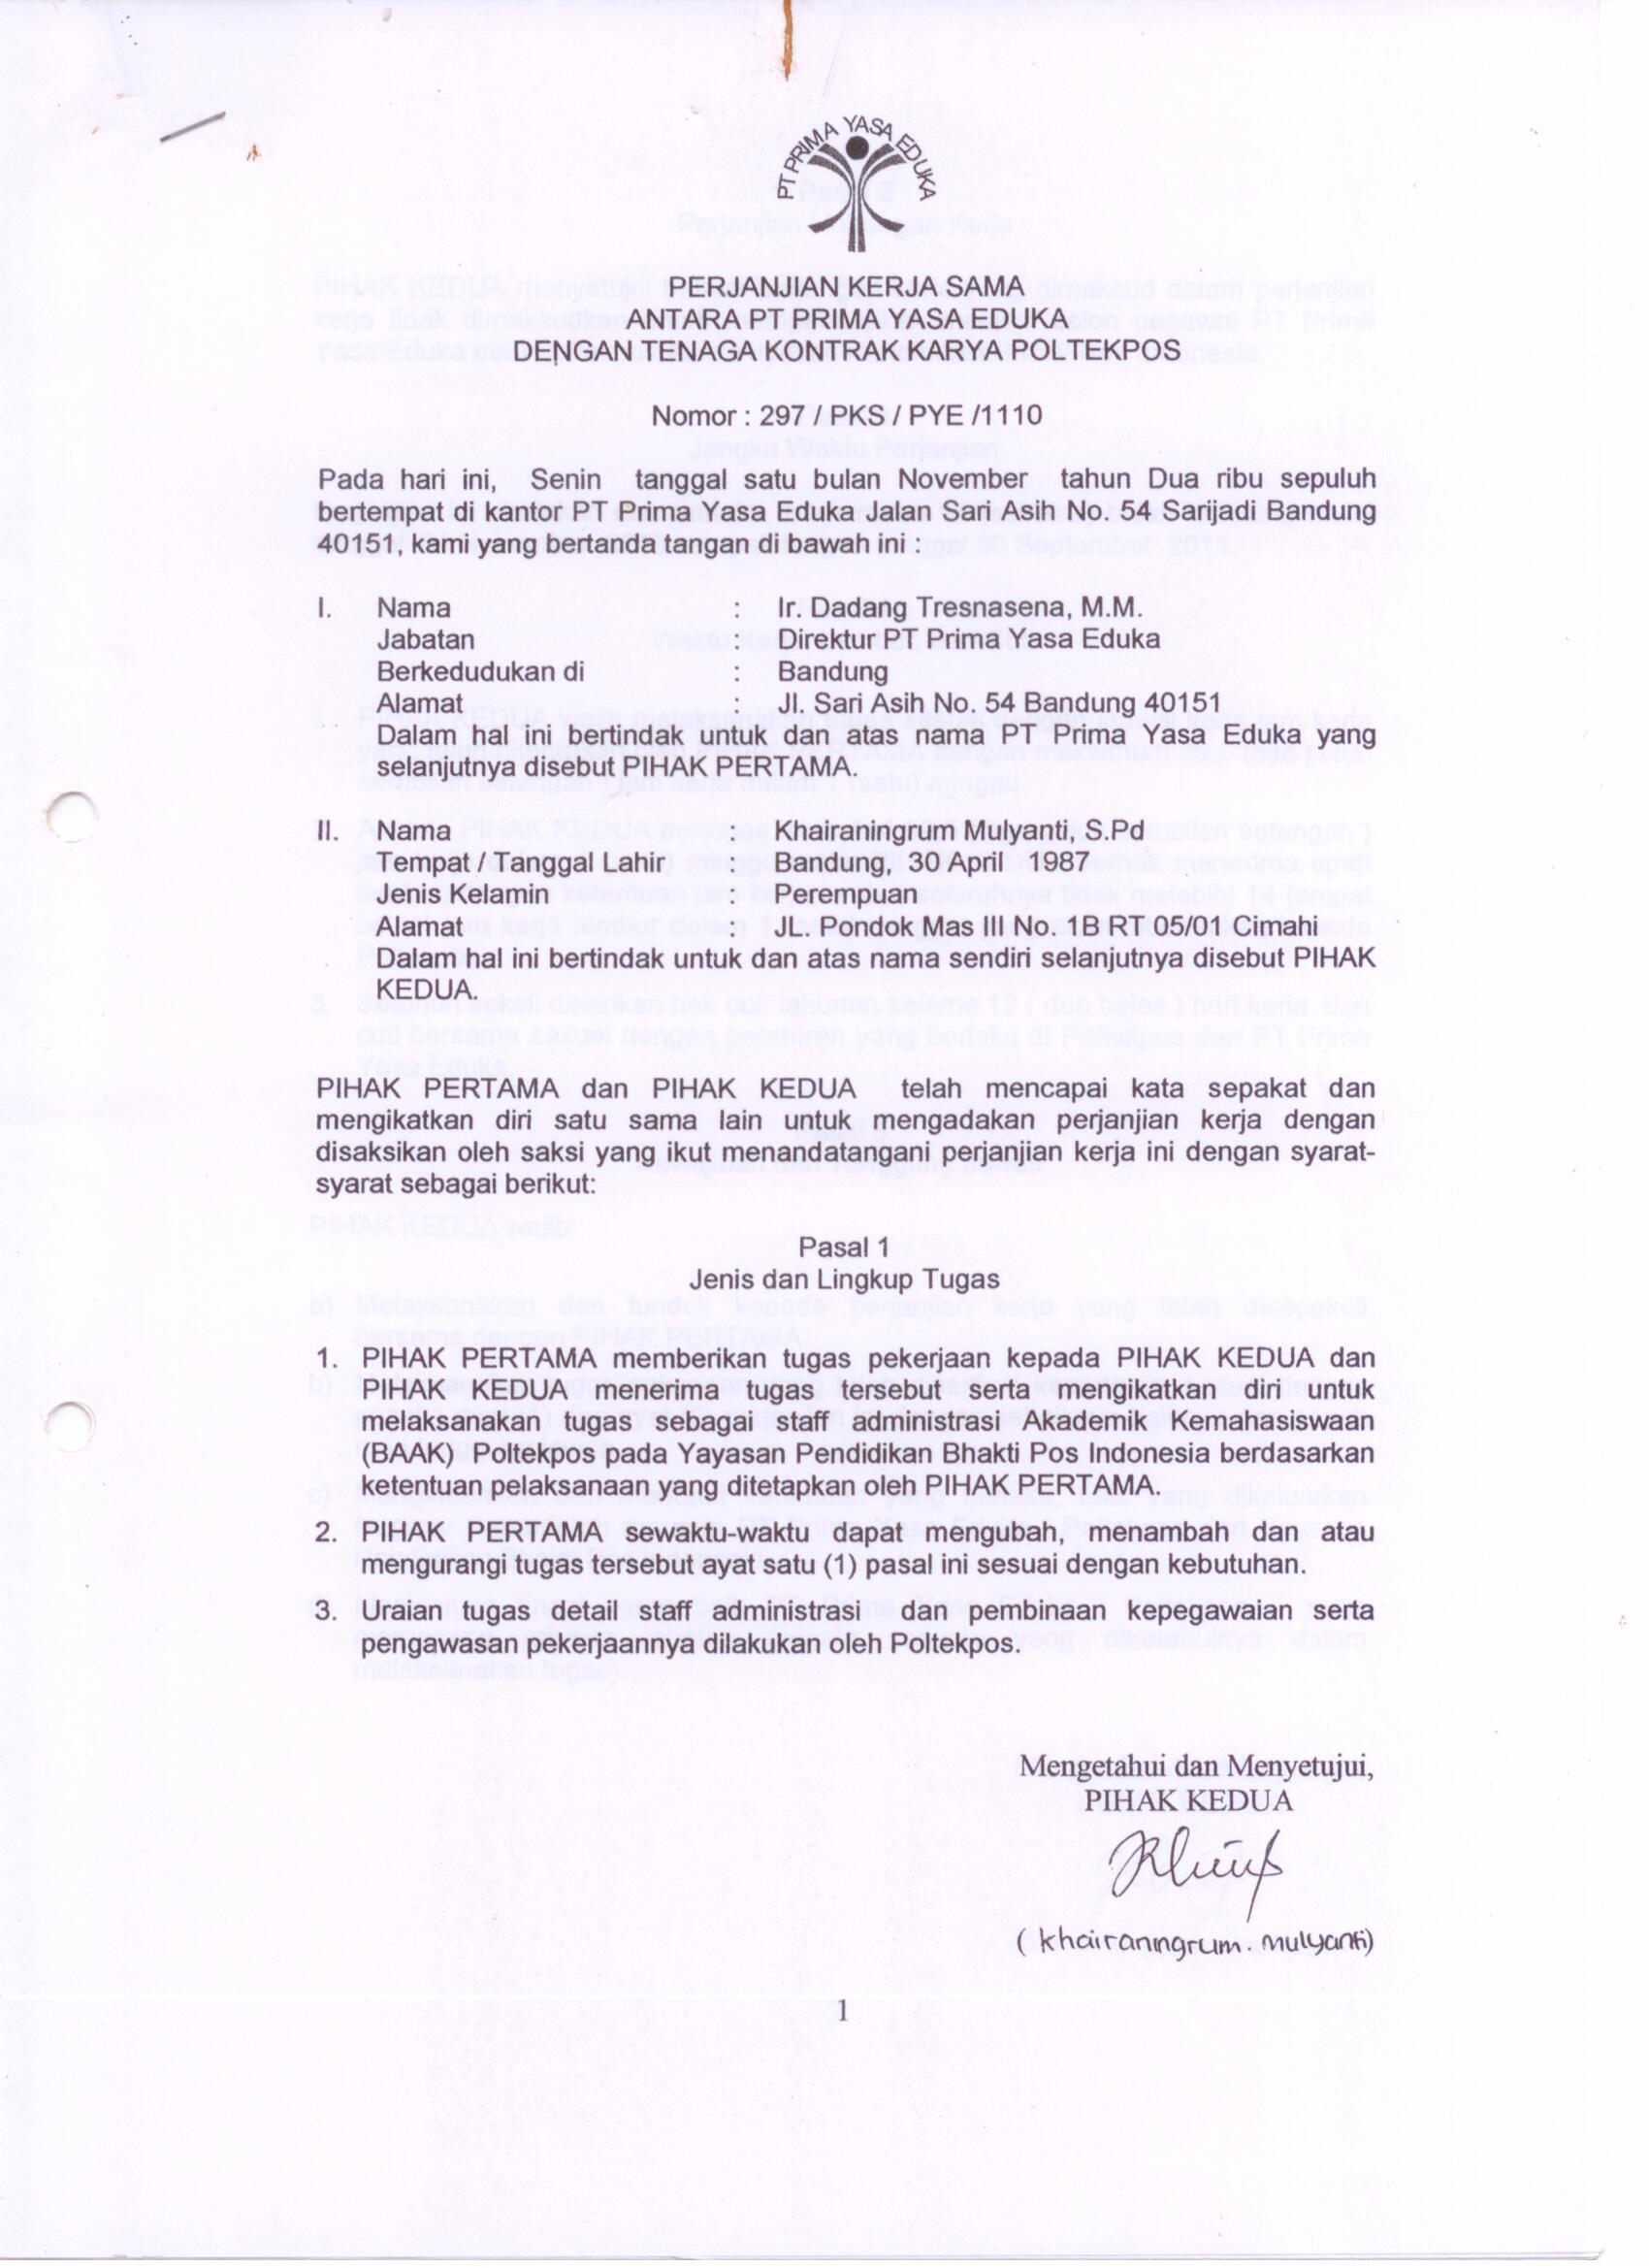 PT PRIMA YASA EDUKA
PERJANJIAN KERJA SAMA
ANTARA PT PRIMA YASA EDUKA
DENGAN TENAGA KONTRAK KARYA POLTEKPOS
Nomor : 297 / PKS / PYE /1110
Pada hari ini, Senin tanggal satu bulan November tahun Dua ribu sepuluh
bertempat di kantor PT Prima Yasa Eduka Jalan Sari Asih No. 54 Sarijadi Bandung
40151, kami yang bertanda tangan di bawah ini :
I. Nama : Ir. Dadang Tresnasena, M.M.
Jabatan : Direktur PT Prima Yasa Eduka
Berkedudukan di : Bandung
Alamat : Jl. Sari Asih No. 54 Bandung 40151
Dalam hal ini bertindak untuk dan atas nama PT Prima Yasa Eduka yang
selanjutnya disebut PIHAK PERTAMA.
II. Nama : Khairaningrum Mulyanti, S.Pd
Tempat, Tanggal Lahir : Bandung, 30 April 1987
Jenis Kelamin : Perempuan
Alamat : JL. Pondok Mas III No. 1B RT 05/01 Cimahi
Dalam hal ini bertindak untuk dan atas nama sendiri selanjutnya disebut PIHAK
KEDUA.
PIHAK PERTAMA dan PIHAK KEDUA telah mencapai kata sepakat dan
mengikatkan diri satu sama lain untuk mengadakan perjanjian kerja dengan
disaksikan oleh saksi yang ikut menandatangani perjanjian kerja ini dengan syarat-
syarat sebagai berikut:
Pasal 1
Jenis dan Lingkup Tugas
1. PIHAK PERTAMA memberikan tugas pekerjaan kepada PIHAK KEDUA dan
PIHAK KEDUA menerima tugas tersebut serta mengikatkan diri untuk
melaksanakan tugas sebagai staff administrasi Akademik Kemahasiswaan
(BAAK) Poltekpos pada Yayasan Pendidikan Bhakti Pos Indonesia berdasarkan
ketentuan pelaksanaan yang ditetapkan oleh PIHAK PERTAMA.
2. PIHAK PERTAMA sewaktu-waktu dapat mengubah, menambah dan atau
mengurangi tugas tersebut ayat satu (1) pasal ini sesuai dengan kebutuhan.
3. Uraian tugas detail staff administrasi dan pembinaan kepegawaian serta
pengawasan pekerjaannya dilakukan oleh Poltekpos.
Mengetahui dan Menyetujui,
PIHAK KEDUA
( khairaningrum. mulyanti)
1